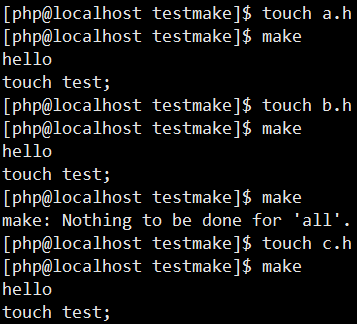 [php@localhost testmake]$ touch a.h
[php@localhost testmake]$ make
hello
touch test;
[php@localhost testmake]$ touch b.h
[php@localhost testmake]$ make
hello
touch test;
[php@localhost testmake]$ make
make: Nothing to be done for 'all'.
[php@localhost testmake]$ touch c.h
[php@localhost testmake]$ make
hello
touch test;